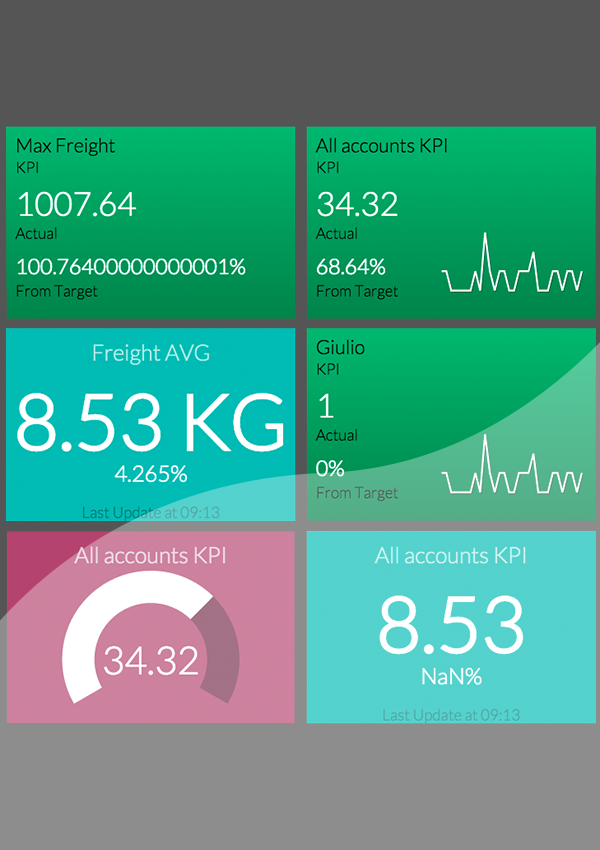 Max Freight
KPI
1007.64
Actual
100.764000000000001%
From Target
All accounts KPI
KPI
34.32
Actual
68.64%
From Target
Freight AVG
8.53 KG
4.265%
Last Update at 09:13
Giulio
KPI
1
Actual
0%
From Target
All accounts KPI
34.32
All accounts KPI
8.53
NaN%
Last Update at 09:13